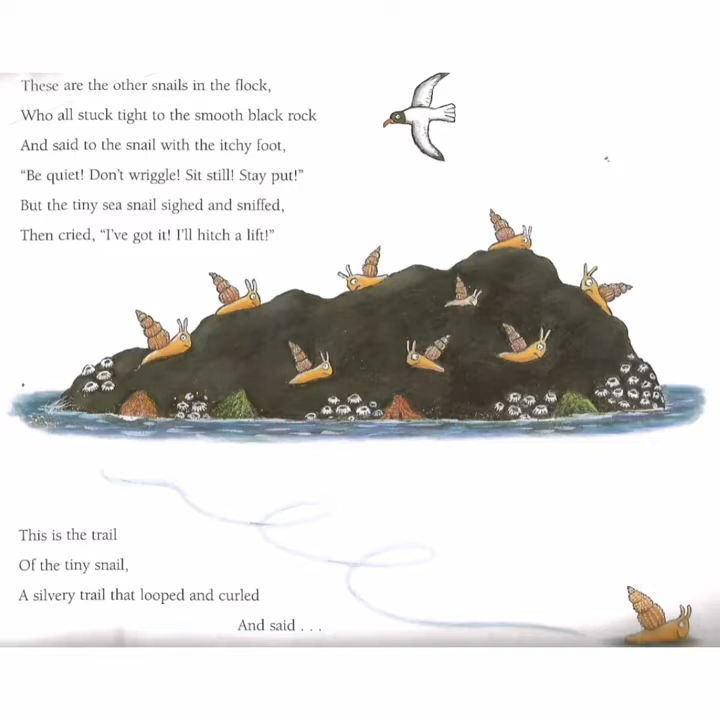 These are the other snails in the flock,
Who all stuck tight to the smooth black rock
And said to the snail with the itchy foot,
“Be quiet! Don't wriggle! Sit still! Stay put!”
But the tiny sea snail sighed and sniffed,
Then cried, “I've got it! I'll hitch a lift!”
This is the trail
Of the tiny snail,
A silvery trail that looped and curled
And said . . .